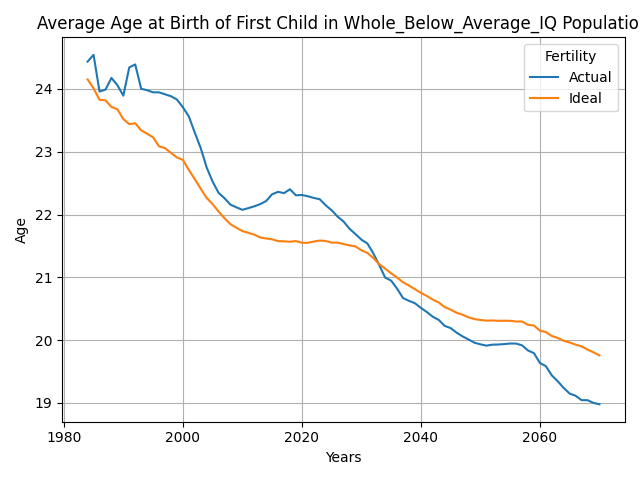 Average Age at Birth of First Child in Whole_Below_Average_IQ Populatio
Fertility
Actual
Ideal
24
23
22
21
20
19
Age
1980 2000 2020 2040 2060
Years